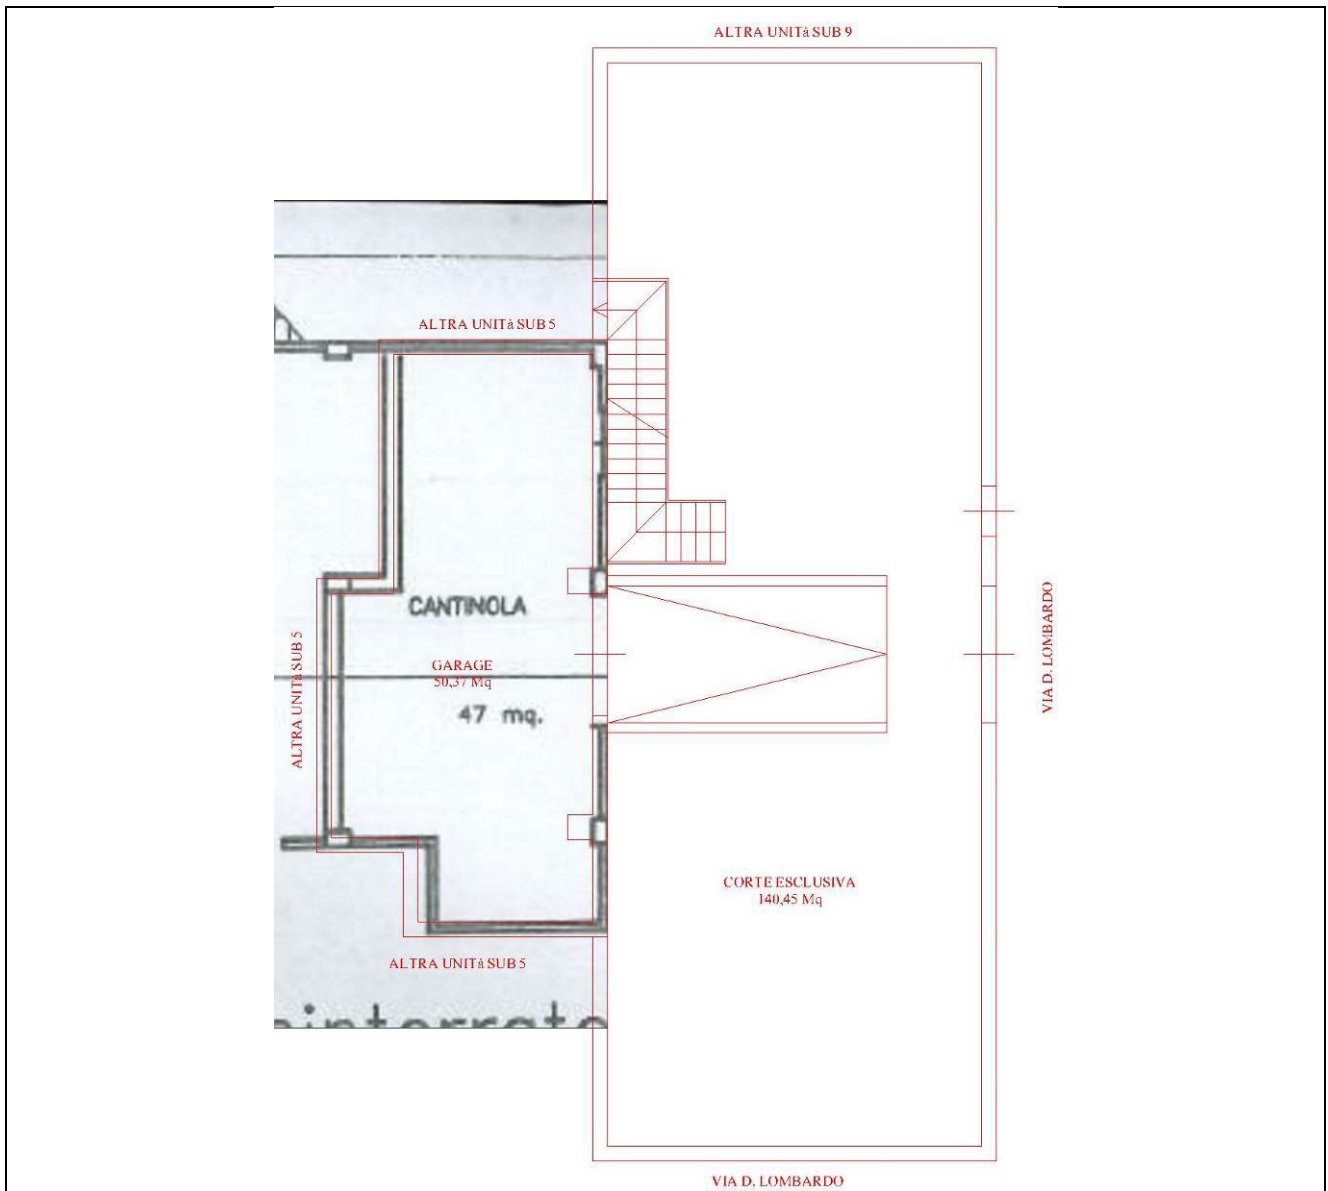 ALTRA UNITà SUB 9
ALTRA UNITà SUB 5
CANTINOLA
GARAGE
50,37 Mq
47 mq.
ALTRA UNITà SUB 5
VIA D. LOMBARDO
CORTE ESCLUSIVA
140,45 Mq
ALTRA UNITà SUB 5
VIA D. LOMBARDO